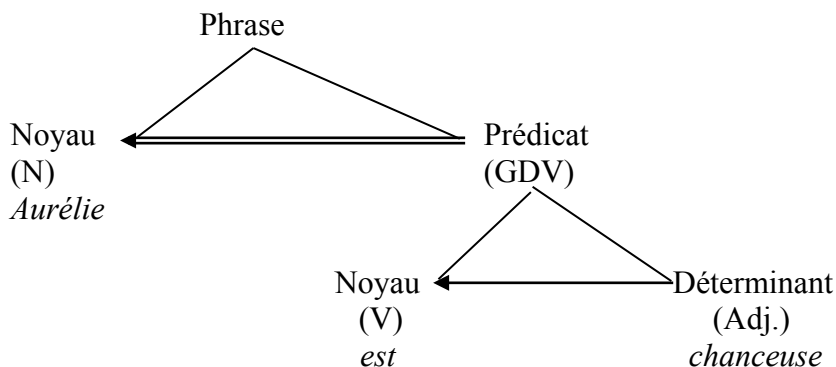 Phrase
Noyau Prédicat
(N) (GDV)
Aurélie
Noyau Déterminant
(V) (Adj.)
est chanceuse